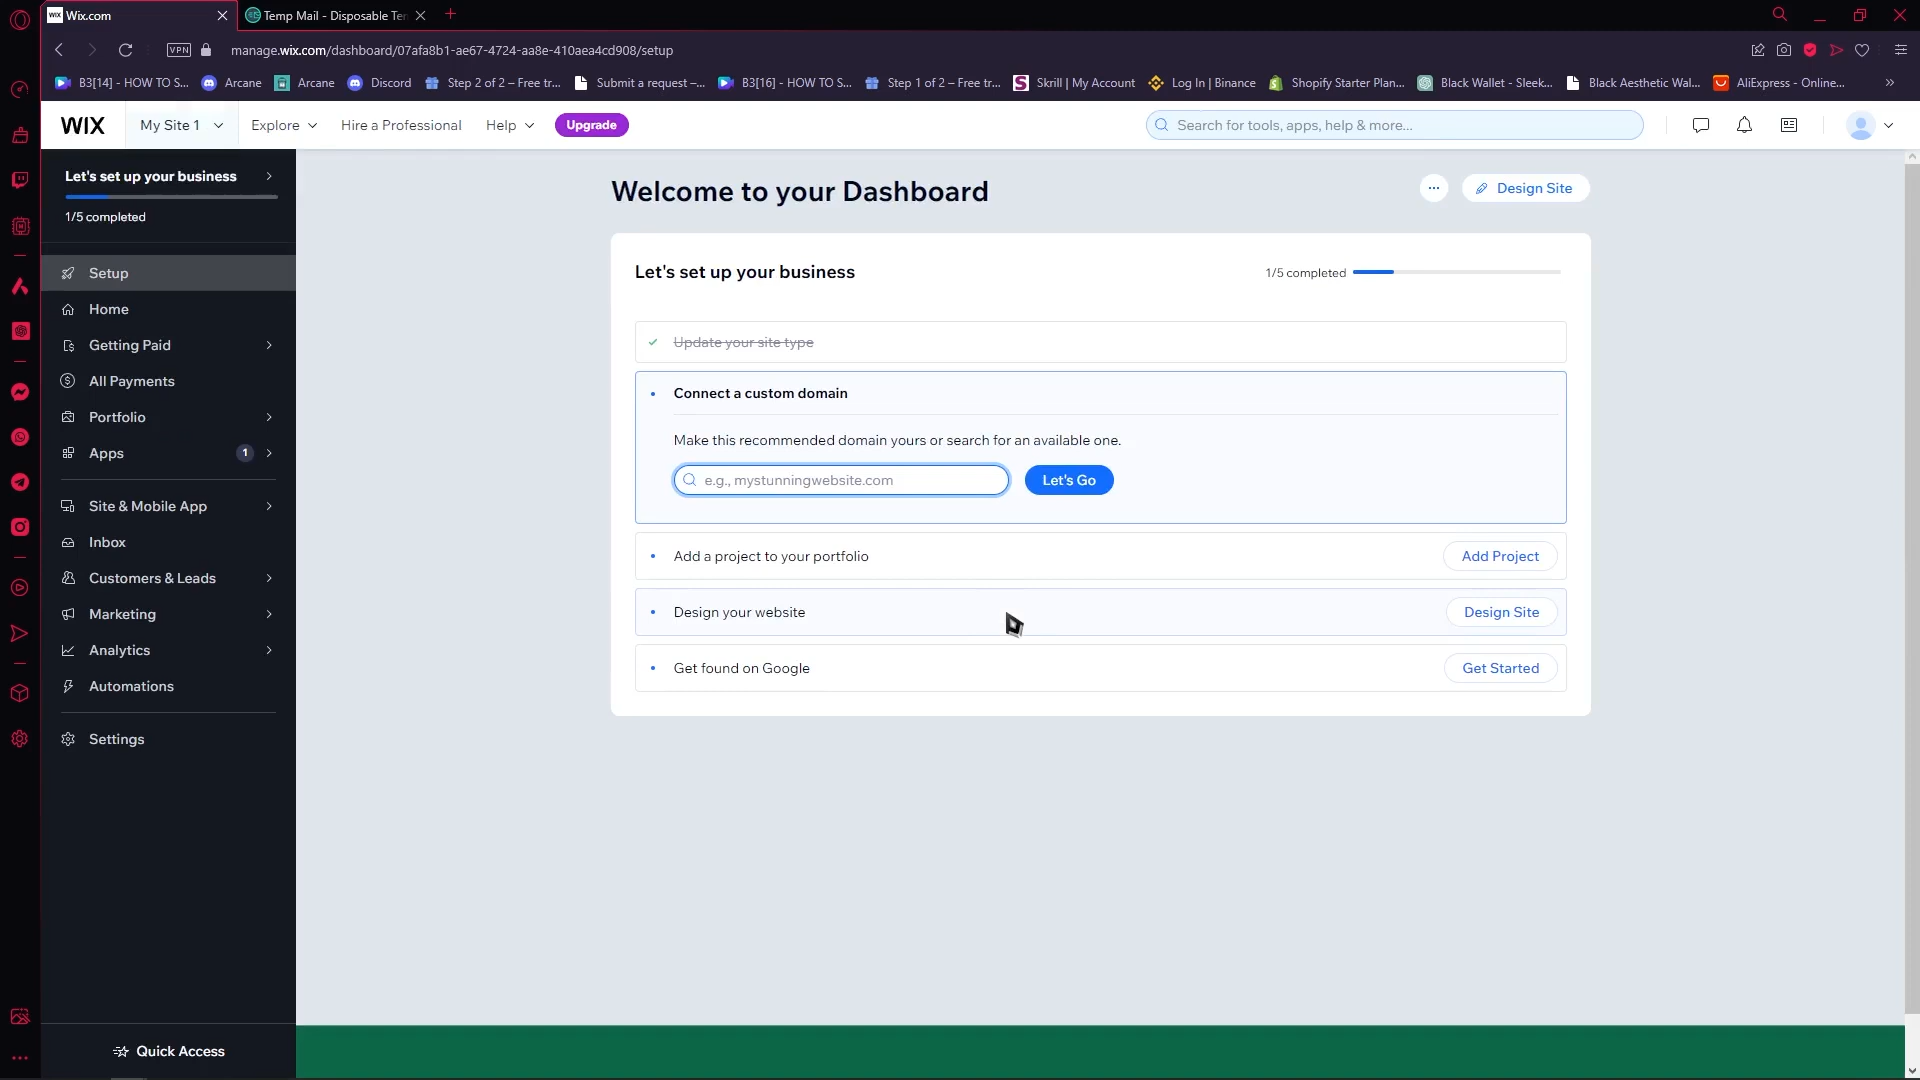 Wix.com
Temp Mail - Disposable Ter
VPN
manage.wix.com/dashboard/07afa8b1-ae67-4724-aa8e-410aea4cd908/setup
B3[14] - HOW TO S...
Arcane
Arcane
Discord
Step 2 of 2 – Free tr...
Submit a request –...
B3[16] - HOW TO S...
Step 1 of 2 – Free tr...
Skrill | My Account
Log In | Binance
Shopify Starter Plan...
Black Wallet - Sleek...
Black Aesthetic Wal...
AliExpress - Online...
WIX
My Site 1
Explore
Hire a Professional
Help
Upgrade
Search for tools, apps, help & more...
Let's set up your business
1/5 completed
Setup
Home
Getting Paid
All Payments
Portfolio
Apps 1
Site & Mobile App
Inbox
Customers & Leads
Marketing
Analytics
Automations
Settings
Quick Access
Welcome to your Dashboard
Design Site
Let's set up your business
1/5 completed
Update your site type
Connect a custom domain
Make this recommended domain yours or search for an available one.
e.g., mystunningwebsite.com
Let's Go
Add a project to your portfolio
Add Project
Design your website
Design Site
Get found on Google
Get Started